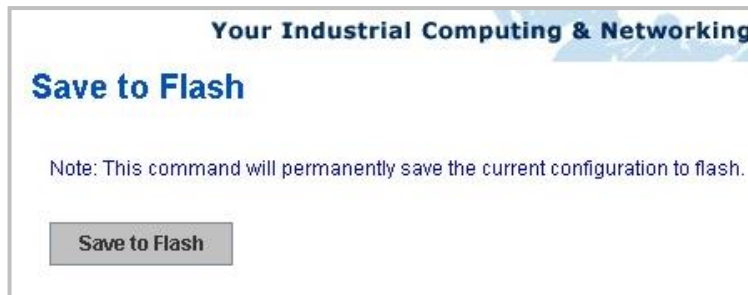 Your Industrial Computing & Networking
Save to Flash
Note: This command will permanently save the current configuration to flash.
Save to Flash